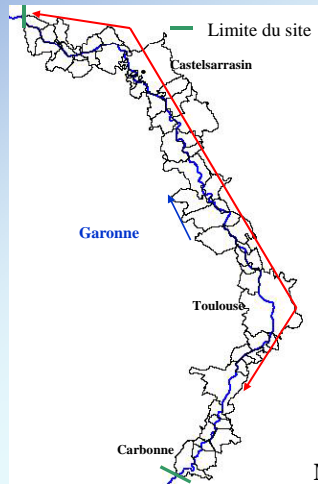 Limite du site
Castelsarrasin
Garonne
Toulouse
Carbonne